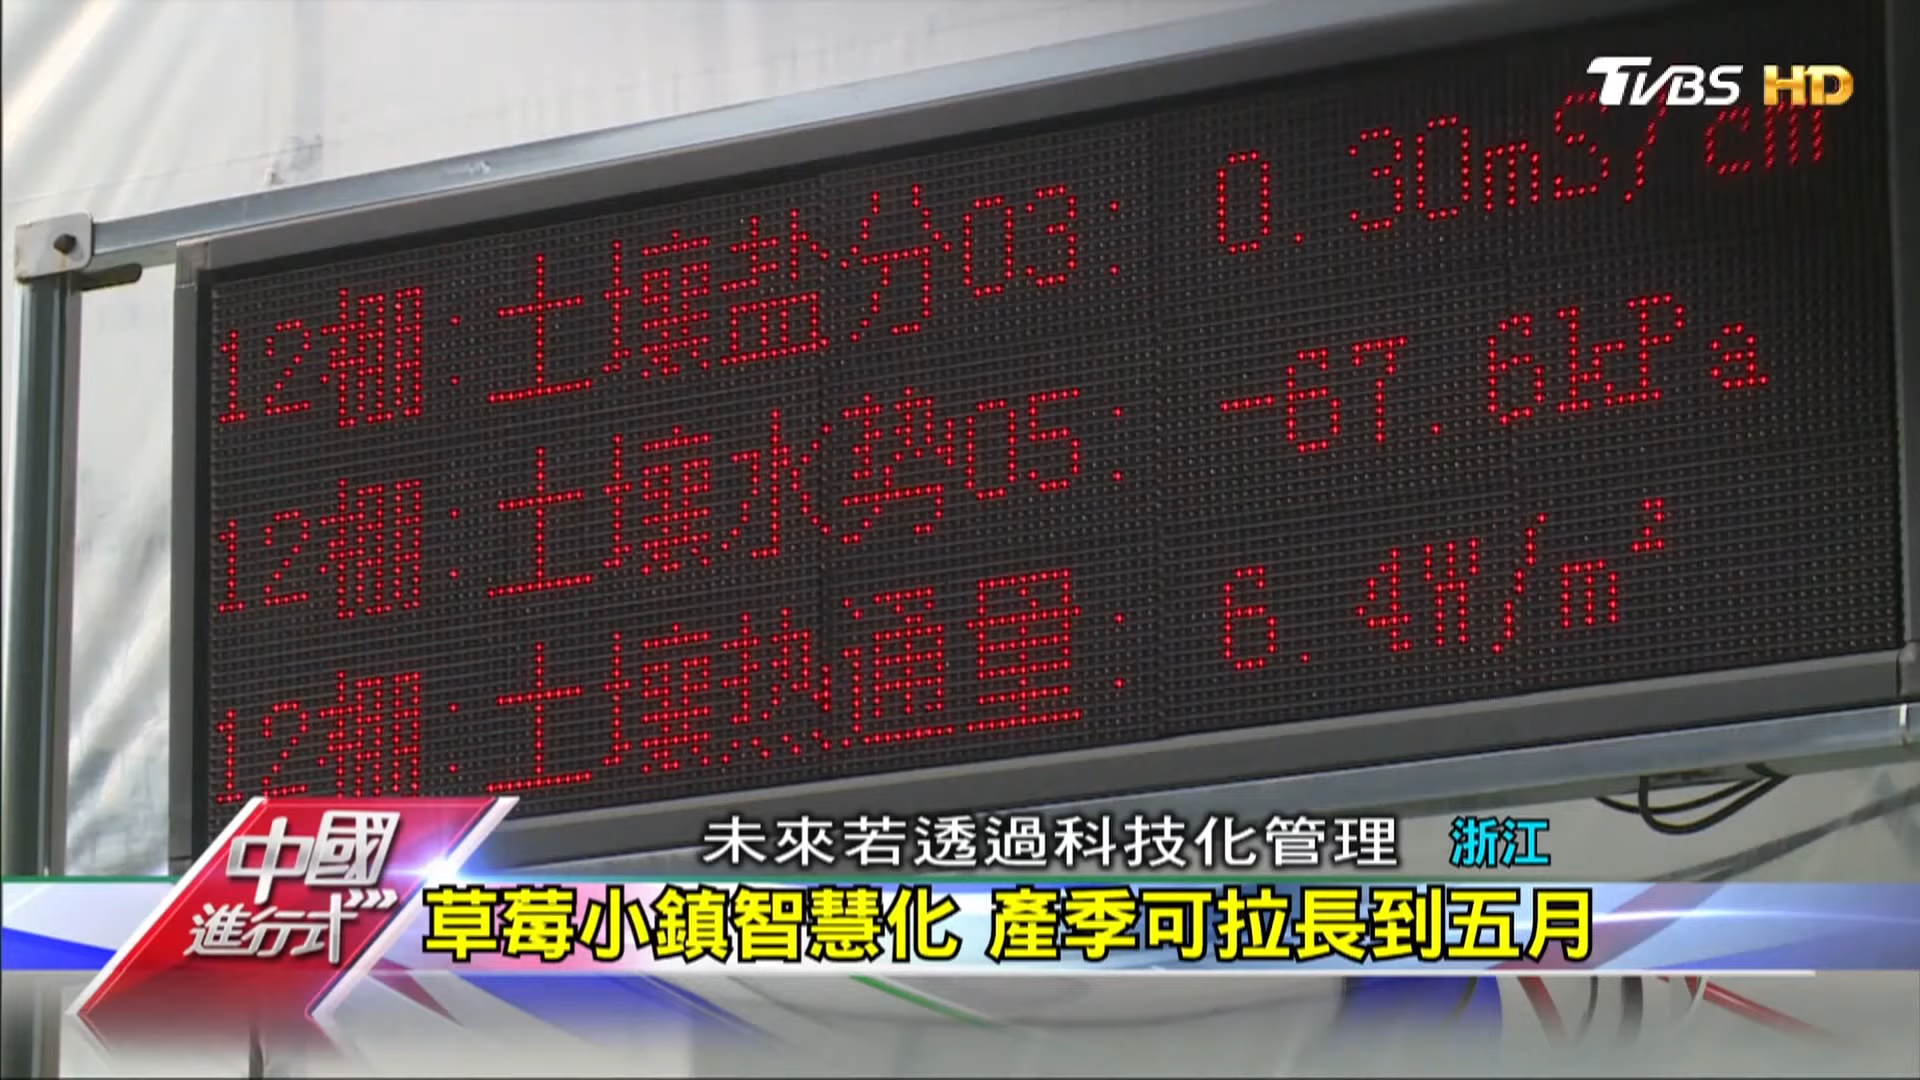 TVBS HD
12棚:土壤盐分03: 0.30mS/cm
12棚:土壤水势05: -67.6kPa
12棚:土壤热通量: 6.4W/m²
未來若透過科技化管理 浙江
中國進行式
草莓小鎮智慧化 產季可拉長到五月